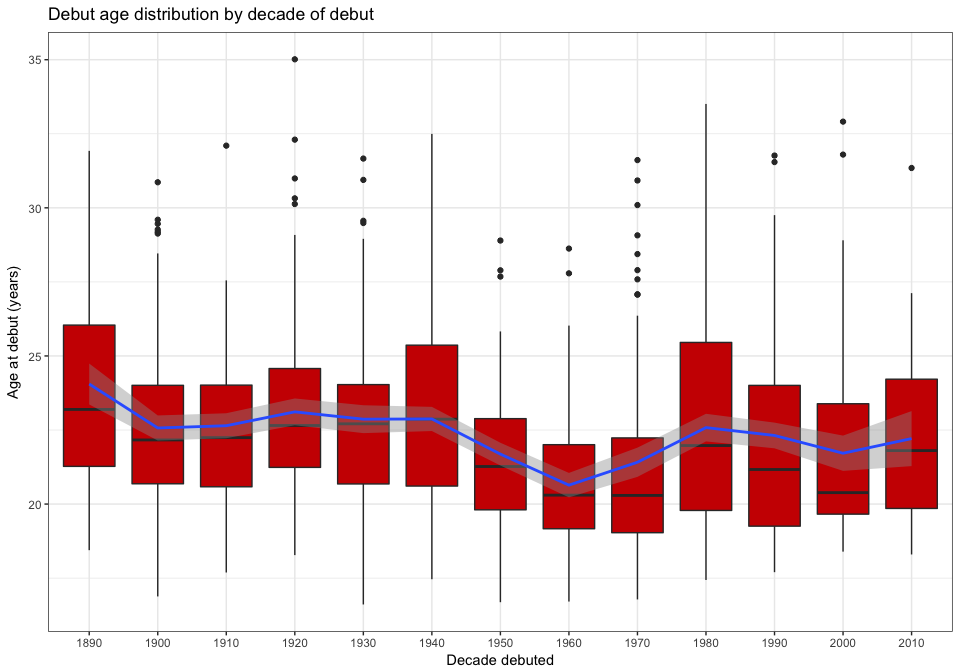 Debut age distribution by decade of debut
35
30
25
20
Age at debut (years)
1890 1900 1910 1920 1930 1940 1950 1960 1970 1980 1990 2000 2010
Decade debuted